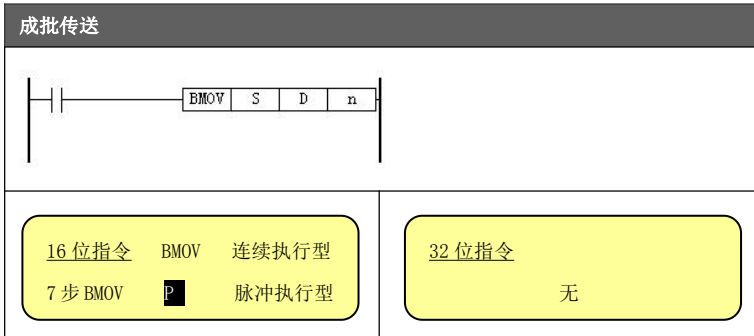 成批传送
BMOV S D n
16 位指令 BMOV 连续执行型
7 步 BMOV P 脉冲执行型
32 位指令
无